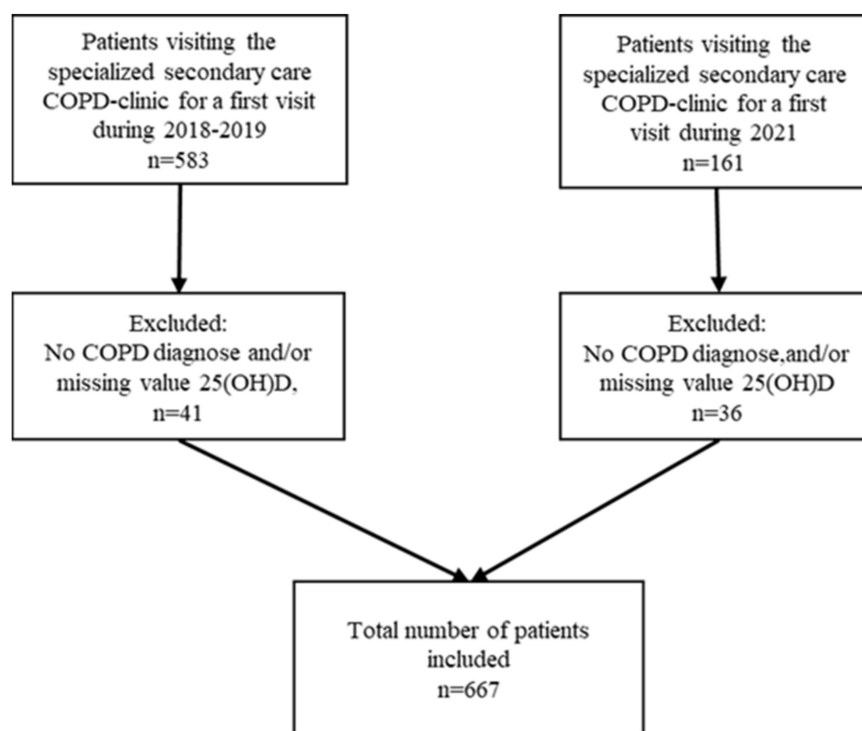 Patients visiting the
specialized secondary care
COPD-clinic for a first visit
during 2018-2019
n=583
Patients visiting the
specialized secondary care
COPD-clinic for a first
visit during 2021
n=161
Excluded:
No COPD diagnose and/or
missing value 25(OH)D,
n=41
Excluded:
No COPD diagnose,and/or
missing value 25(OH)D
n=36
Total number of patients
included
n=667